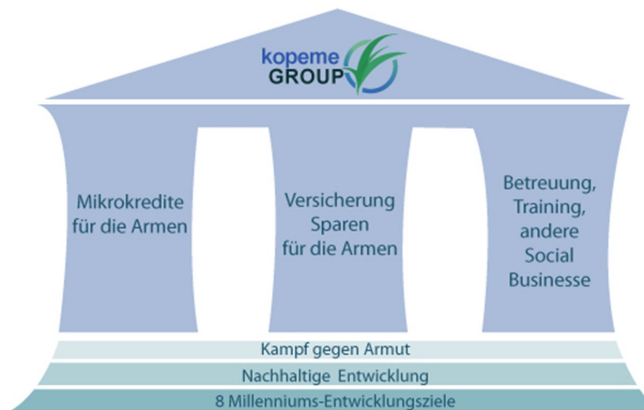 kopeme
GROUP
Mikrokredite
für die Armen
Versicherung
Sparen
für die Armen
Betreuung,
Training,
andere
Social
Businesse
Kampf gegen Armut
Nachhaltige Entwicklung
8 Millenniums-Entwicklungsziele